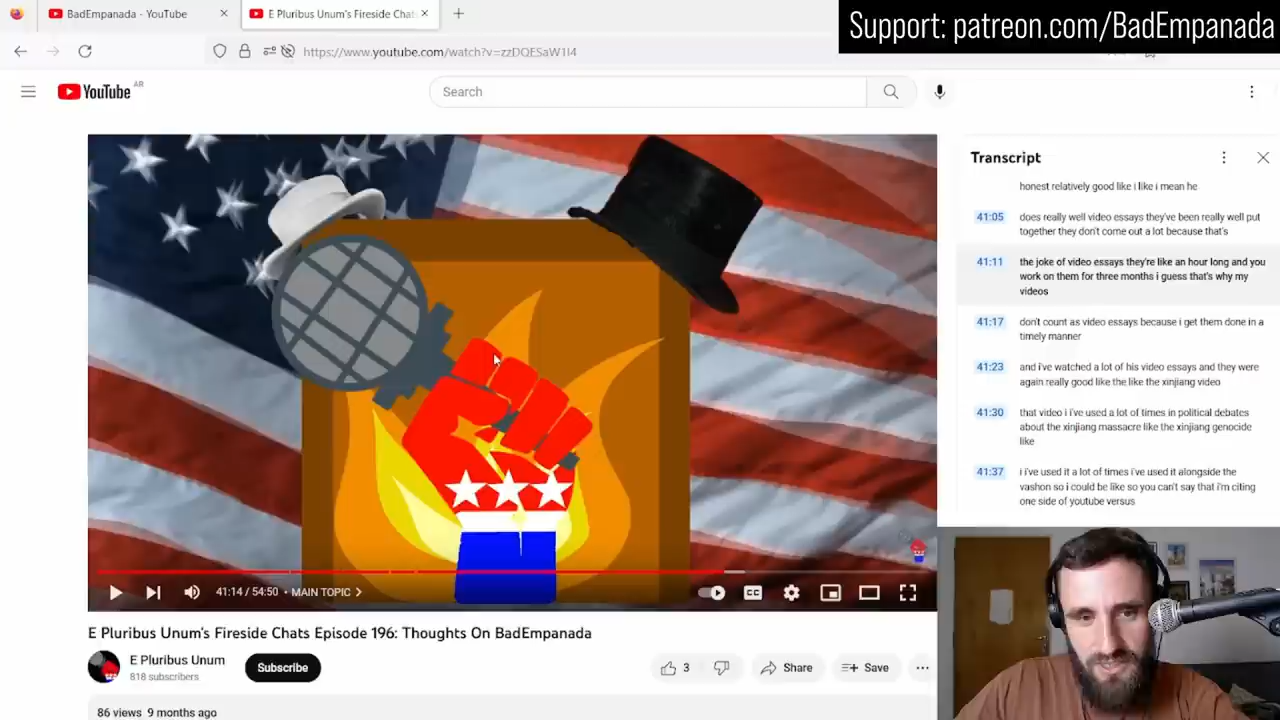 BadEmpanada - YouTube
E Pluribus Unum's Fireside Chats
Support: patreon.com/BadEmpanada
https://www.youtube.com/watch?v=zzDQESaW1I4
YouTube AR
Search
Transcript
honest relatively good like i like i mean he
41:05
does really well video essays they've been really well put
together they don't come out a lot because that's
41:11
the joke of video essays they're like an hour long and you
work on them for three months i guess that's why my
videos
41:17
don't count as video essays because i get them done in a
timely manner
41:23
and i've watched a lot of his video essays and they were
again really good like the like the xinjiang video
41:30
that video i i've used a lot of times in political debates
about the xinjiang massacre like the xinjiang genocide
like
41:37
i i've used it a lot of times i've used it alongside the
vashon so i could be like so you can't say that i'm citing
one side of youtube versus
41:14 / 54:50 • MAIN TOPIC
CC
E Pluribus Unum's Fireside Chats Episode 196: Thoughts On BadEmpanada
E Pluribus Unum
818 subscribers
Subscribe
3
Share
Save
86 views 9 months ago